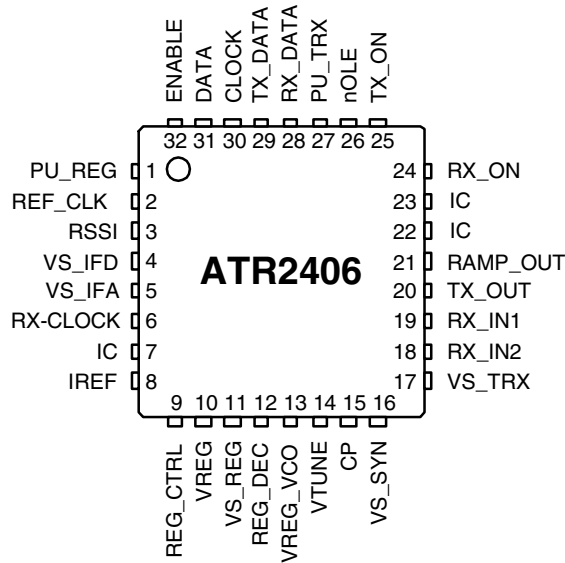 ENABLE
DATA
CLOCK
TX_DATA
RX_DATA
PU_TRX
nOLE
TX_ON
32 31 30 29 28 27 26 25
PU_REG 1
REF_CLK 2
RSSI 3
VS_IFD 4
VS_IFA 5
RX-CLOCK 6
IC 7
IREF 8
ATR2406
24 RX_ON
23 IC
22 IC
21 RAMP_OUT
20 TX_OUT
19 RX_IN1
18 RX_IN2
17 VS_TRX
9 10 11 12 13 14 15 16
REG_CTRL
VREG
VS_REG
REG_DEC
VREG_VCO
VTUNE
CP
VS_SYN